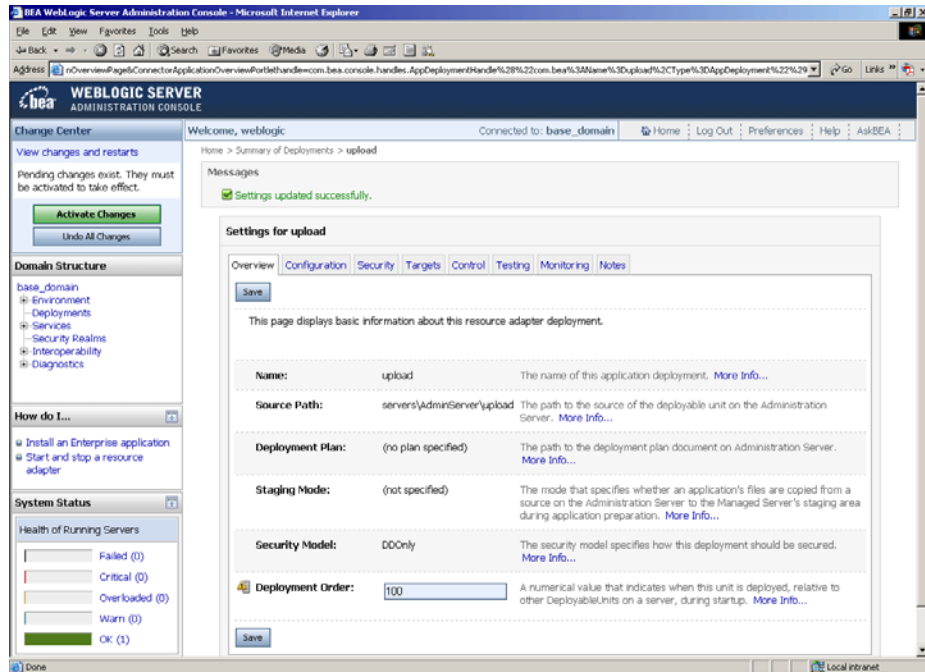 BEA WebLogic Server Administration Console - Microsoft Internet Explorer
File Edit View Favorites Tools Help
Back Search Favorites Media
Address nOverviewPage&ConnectorApplicationOverviewPortlethandle=com.bea.console.handles.AppDeploymentHandle%28%22com.bea%3AName%3Dupload%2CType%3DAppDeployment%22%29 Go Links »
bea WEBLOGIC SERVER
ADMINISTRATION CONSOLE
Change Center
View changes and restarts
Pending changes exist. They must
be activated to take effect.
Activate Changes
Undo All Changes
Domain Structure
base_domain
Environment
Deployments
Services
Security Realms
Interoperability
Diagnostics
How do I...
Install an Enterprise application
Start and stop a resource
adapter
System Status
Health of Running Servers
Failed (0)
Critical (0)
Overloaded (0)
Warn (0)
OK (1)
Welcome, weblogic
Connected to: base_domain
Home Log Out Preferences Help AskBEA
Home > Summary of Deployments > upload
Messages
Settings updated successfully.
Settings for upload
Overview Configuration Security Targets Control Testing Monitoring Notes
Save
This page displays basic information about this resource adapter deployment.
Name: upload The name of this application deployment. More Info...
Source Path: servers\AdminServer\upload The path to the source of the deployable unit on the Administration
Server. More Info...
Deployment Plan: (no plan specified) The path to the deployment plan document on Administration Server.
More Info...
Staging Mode: (not specified) The mode that specifies whether an application's files are copied from a
source on the Administration Server to the Managed Server's staging area
during application preparation. More Info...
Security Model: DDOnly The security model specifies how this deployment should be secured.
More Info...
Deployment Order: 100 A numerical value that indicates when this unit is deployed, relative to
other DeployableUnits on a server, during startup. More Info...
Save
Done
Local intranet